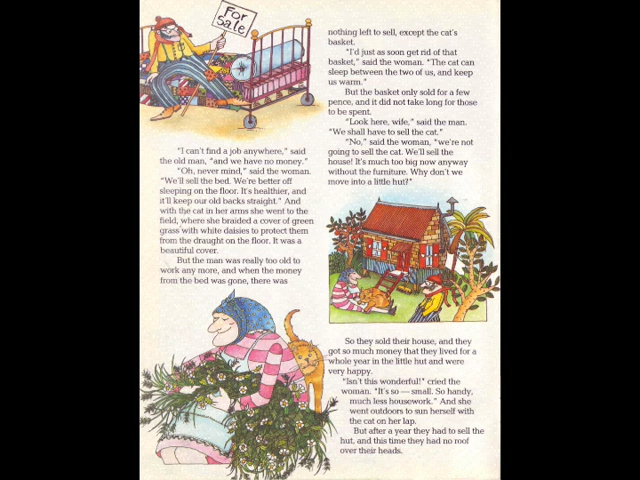 For
Sale
"I can't find a job anywhere," said
the old man, "and we have no money."
"Oh, never mind," said the woman.
"We'll sell the bed. We're better off
sleeping on the floor. It's healthier, and
it'll keep our old backs straight." And
with the cat in her arms she went to the
field, where she braided a cover of green
grass with white daisies to protect them
from the draught on the floor. It was a
beautiful cover.
But the man was really too old to
work any more, and when the money
from the bed was gone, there was
nothing left to sell, except the cat's
basket.
"I'd just as soon get rid of that
basket," said the woman. "The cat can
sleep between the two of us, and keep
us warm."
But the basket only sold for a few
pence, and it did not take long for those
to be spent.
"Look here, wife," said the man.
"We shall have to sell the cat."
"No," said the woman, "we're not
going to sell the cat. We'll sell the
house! It's much too big now anyway
without the furniture. Why don't we
move into a little hut?"
So they sold their house, and they
got so much money that they lived for a
whole year in the little hut and were
very happy.
"Isn't this wonderful!" cried the
woman. "It's so — small. So handy,
much less housework." And she
went outdoors to sun herself with
the cat on her lap.
But after a year they had to sell the
hut, and this time they had no roof
over their heads.